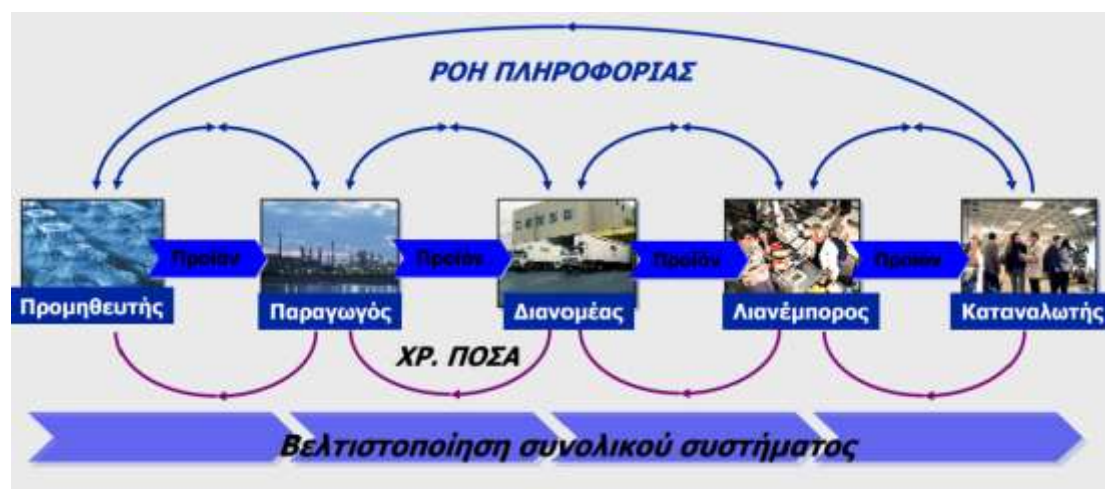 ΡΟΗ ΠΛΗΡΟΦΟΡΙΑΣ
Προϊόν
Προϊόν
Προϊόν
Προϊόν
Προμηθευτής
Παραγωγός
Διανομέας
Λιανέμπορος
Καταναλωτής
ΧΡ. ΠΟΣΑ
Βελτιστοποίηση συνολικού συστήματος